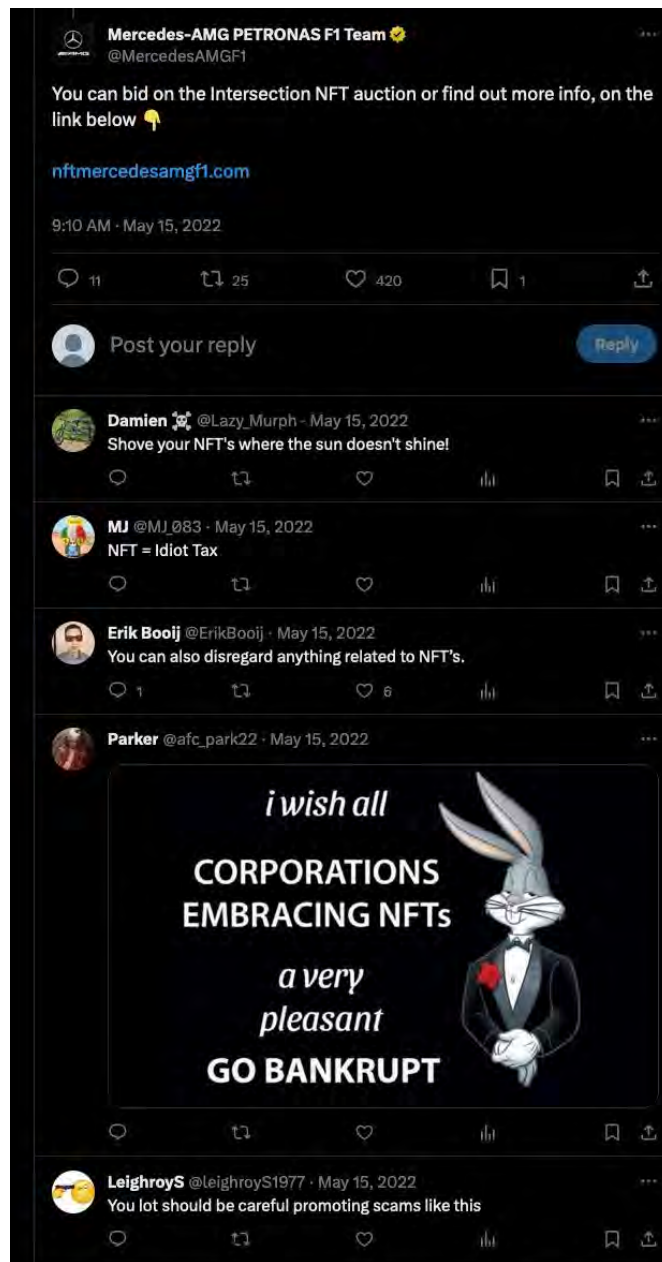 Mercedes-AMG PETRONAS F1 Team
@MercedesAMGF1
You can bid on the Intersection NFT auction or find out more info, on the
link below 👇
nftmercedesamgf1.com
9:10 AM · May 15, 2022
11 25 420 1
Post your reply
Reply
Damien ☠️ @Lazy_Murph · May 15, 2022
Shove your NFT's where the sun doesn't shine!
MJ @MJ_083 · May 15, 2022
NFT = Idiot Tax
Erik Booij @ErikBooij · May 15, 2022
You can also disregard anything related to NFT's.
1 6
Parker @afc_park22 · May 15, 2022
i wish all
CORPORATIONS
EMBRACING NFTs
a very
pleasant
GO BANKRUPT
LeighroyS @leighroyS1977 · May 15, 2022
You lot should be careful promoting scams like this